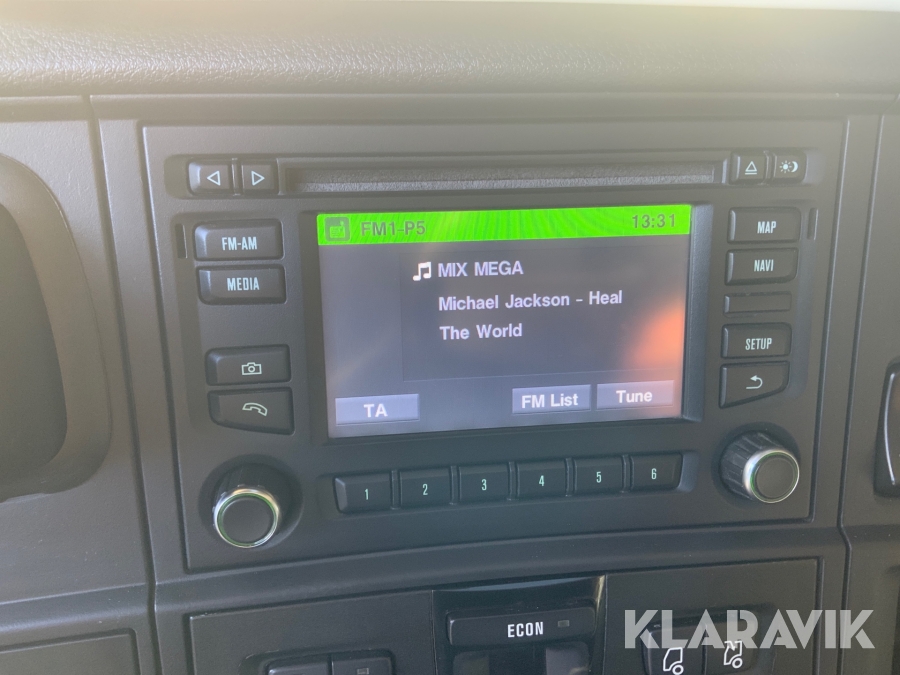 FM1-P5 13:31
FM-AM
MEDIA
MIX MEGA
Michael Jackson - Heal
The World
TA
FM List
Tune
MAP
NAVI
SETUP
1 2 3 4 5 6
ECON
KLARAVIK